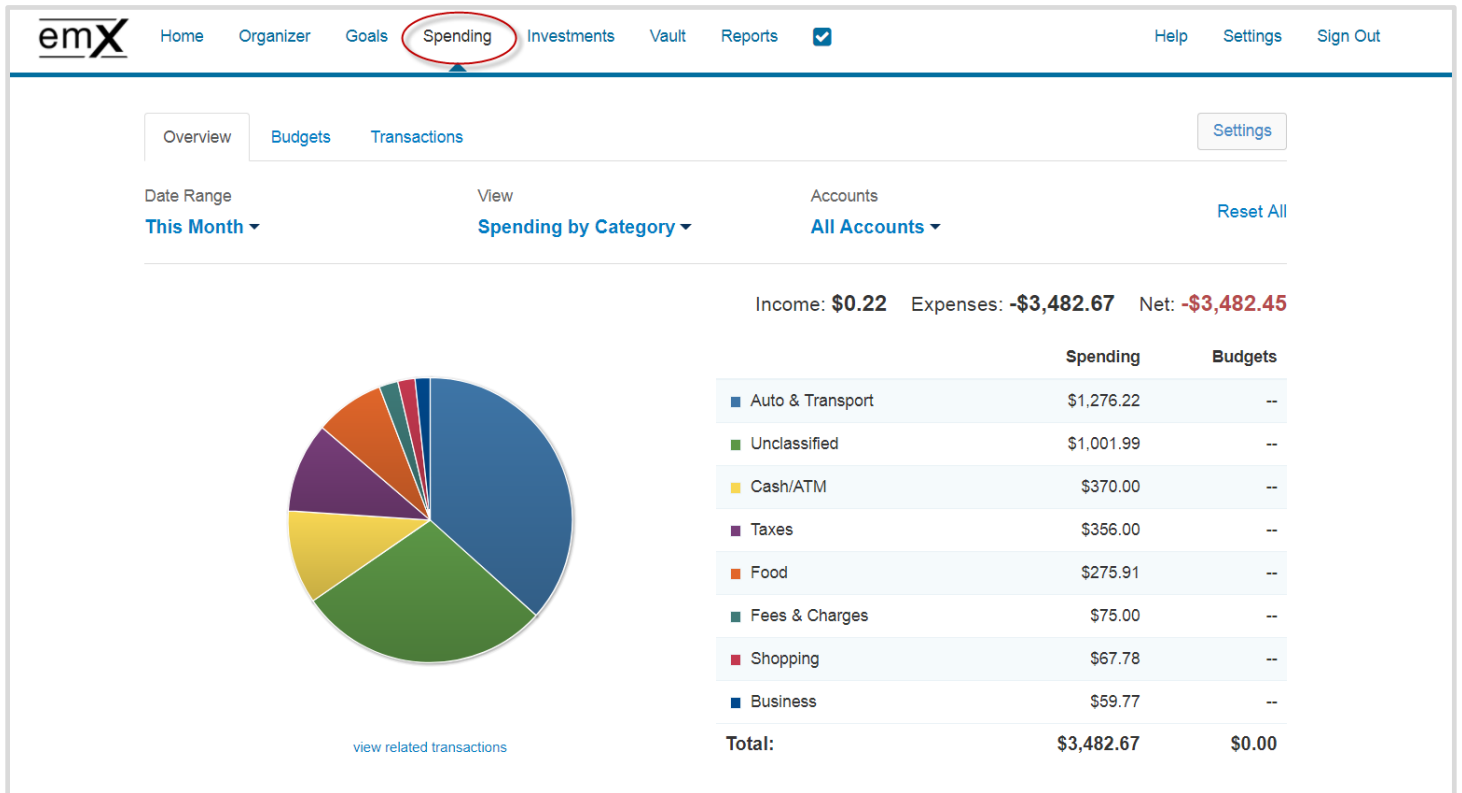 emX Home Organizer Goals Spending Investments Vault Reports Help Settings Sign Out
Overview Budgets Transactions Settings
Date Range View Accounts
Reset All
This Month Spending by Category All Accounts
Income: $0.22 Expenses: -$3,482.67 Net: -$3,482.45
Spending Budgets
Auto & Transport $1,276.22 --
Unclassified $1,001.99 --
Cash/ATM $370.00 --
Taxes $356.00 --
Food $275.91 --
Fees & Charges $75.00 --
Shopping $67.78 --
Business $59.77 --
Total: $3,482.67 $0.00
view related transactions